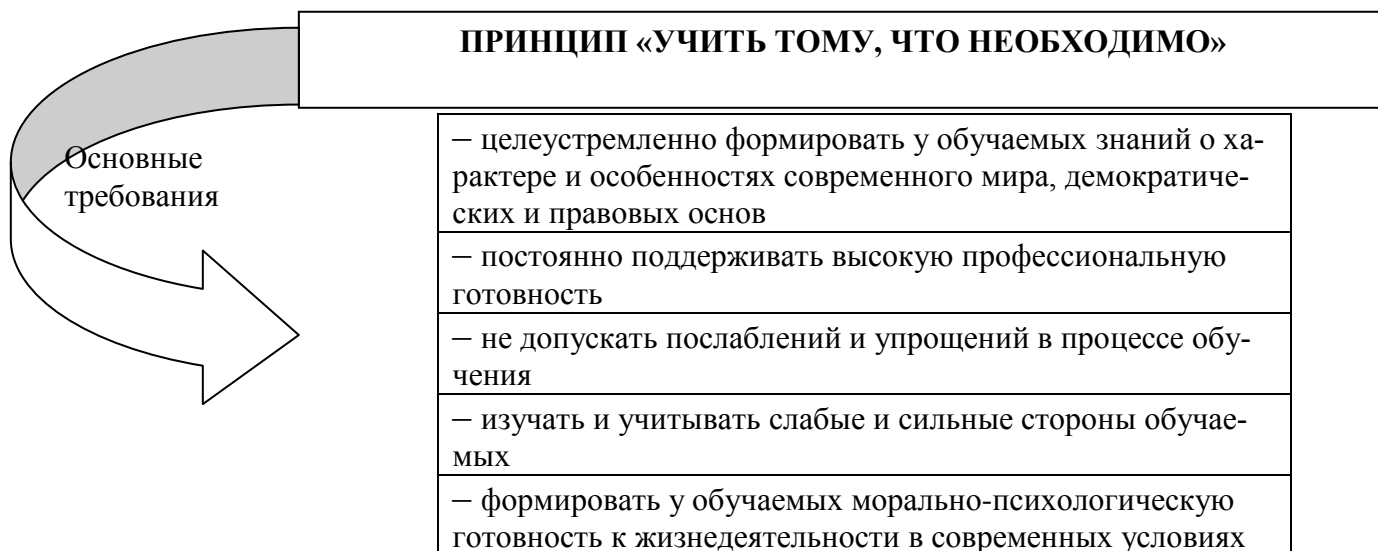 ПРИНЦИП «УЧИТЬ ТОМУ, ЧТО НЕОБХОДИМО»
Основные
требования
– целеустремленно формировать у обучаемых знаний о ха-
рактере и особенностях современного мира, демократиче-
ских и правовых основ
– постоянно поддерживать высокую профессиональную
готовность
– не допускать послаблений и упрощений в процессе обу-
чения
– изучать и учитывать слабые и сильные стороны обучае-
мых
– формировать у обучаемых морально-психологическую
готовность к жизнедеятельности в современных условиях